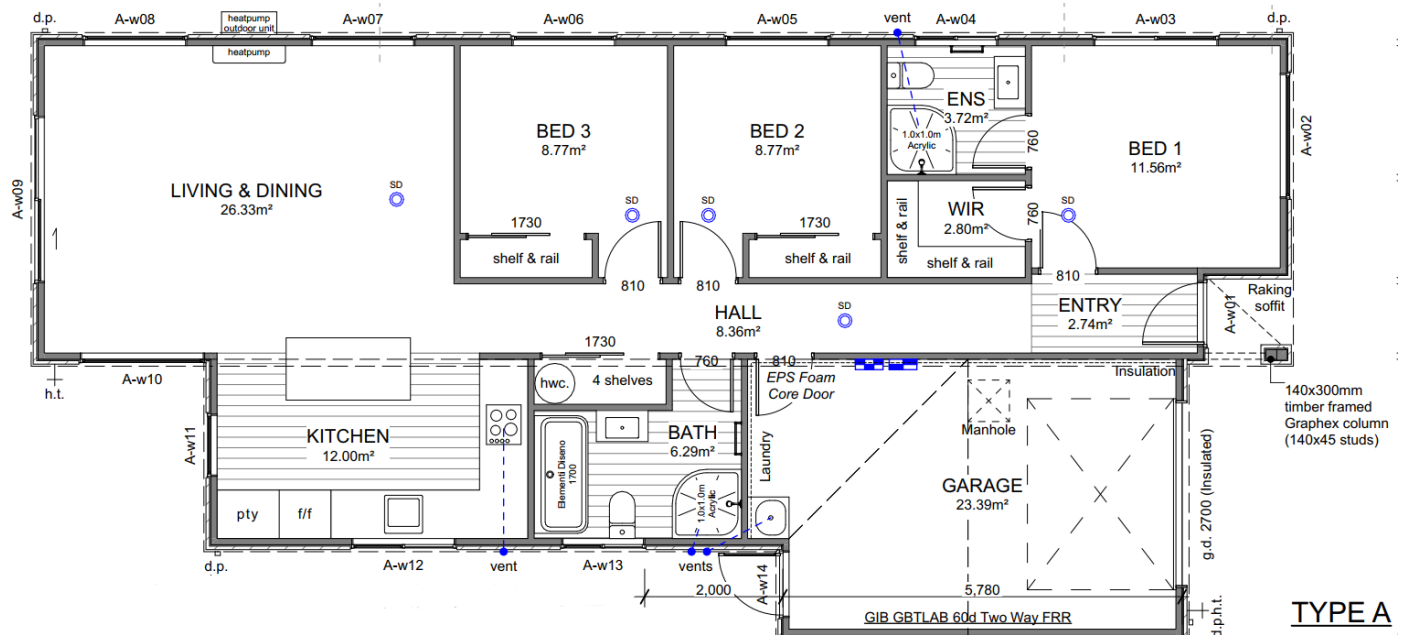 d.p.
A-w08
heatpump
outdoor unit
A-w07
A-w06
A-w05
vent
A-w04
A-w03
d.p.
heatpump
ENS
3.72m²
1.0x1.0m
Acrylic
760
BED 3
8.77m²
BED 2
8.77m²
BED 1
11.56m²
A-w02
LIVING & DINING
26.33m²
A-w09
SD
SD
SD
SD
1730
1730
shelf & rail
shelf & rail
shelf & rail
WIR
2.80m²
760
shelf & rail
810
810
810
HALL
8.36m²
SD
ENTRY
2.74m²
A-w01
Raking
soffit
1730
760
810
EPS Foam
Core Door
Insulation
A-w10
h.t.
hwc.
4 shelves
140x300mm
timber framed
Graphex column
(140x45 studs)
Manhole
A-w11
KITCHEN
12.00m²
BATH
6.29m²
Elementi Diseno
1700
1.0x1.0m
Acrylic
Laundry
GARAGE
23.39m²
g.d. 2700 (Insulated)
pty
f/f
d.p.
A-w12
vent
A-w13
vents
A-w14
2,000
5,780
GIB GBTLAB 60d Two Way FRR
d.p.h.t.
TYPE A